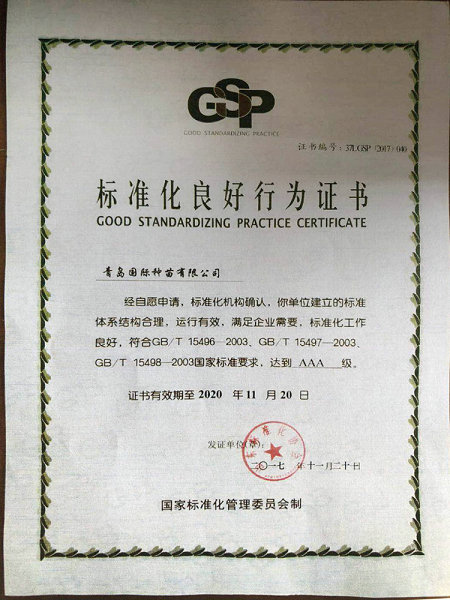 GSP
GOOD STANDARDIZING PRACTICE
证书编号：37LGSP (2017) 040
标准化良好行为证书
GOOD STANDARDIZING PRACTICE CERTIFICATE
青岛国际种苗有限公司
经自愿申请，标准化机构确认，你单位建立的标准
体系结构合理，运行有效，满足企业需要，标准化工作
良好，符合GB/T 15496—2003、GB/T 15497—2003、
GB/T 15498—2003国家标准要求，达到 AAA 级。
证书有效期至 2020 年 11 月 20 日
发证单位(章)：
二〇一七 年十一月二十日
国家标准化管理委员会制